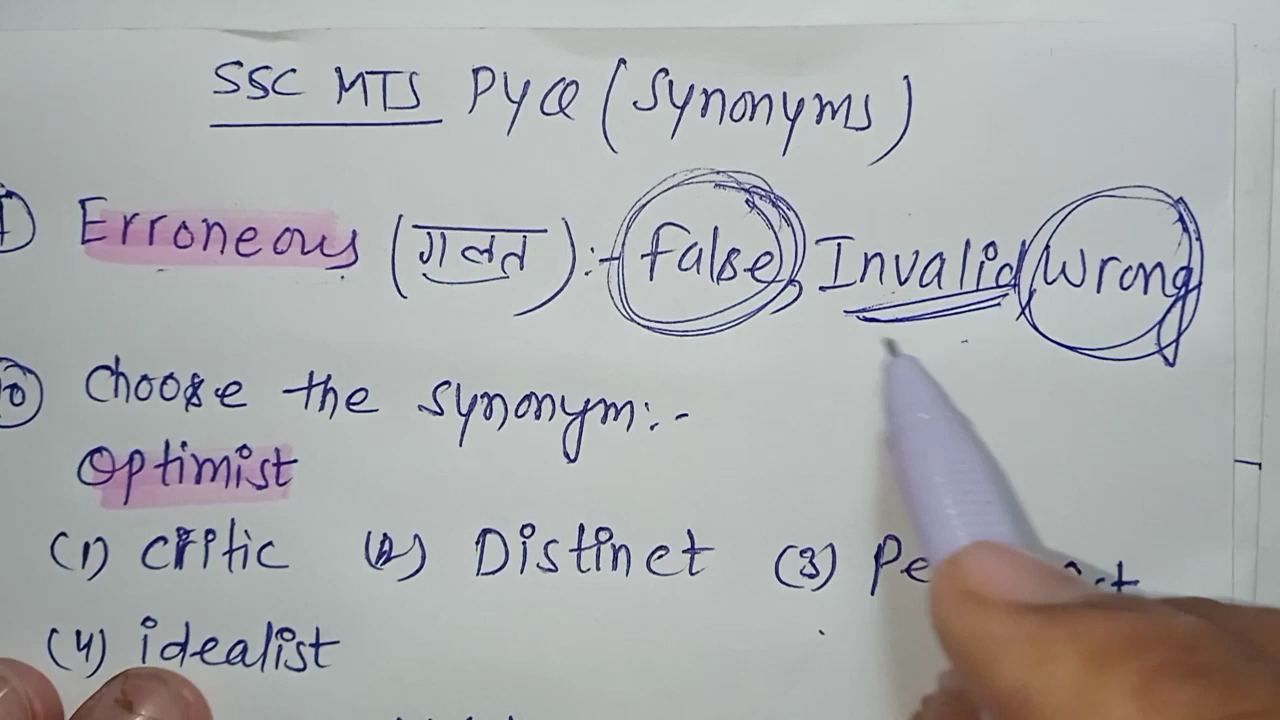 SSC MTS PYQ (Synonyms)
Erroneous (गलत) :- False, Invalid, Wrong
Choose the synonym:-
Optimist
(1) Critic (2) Distinct (3)
(4) idealist